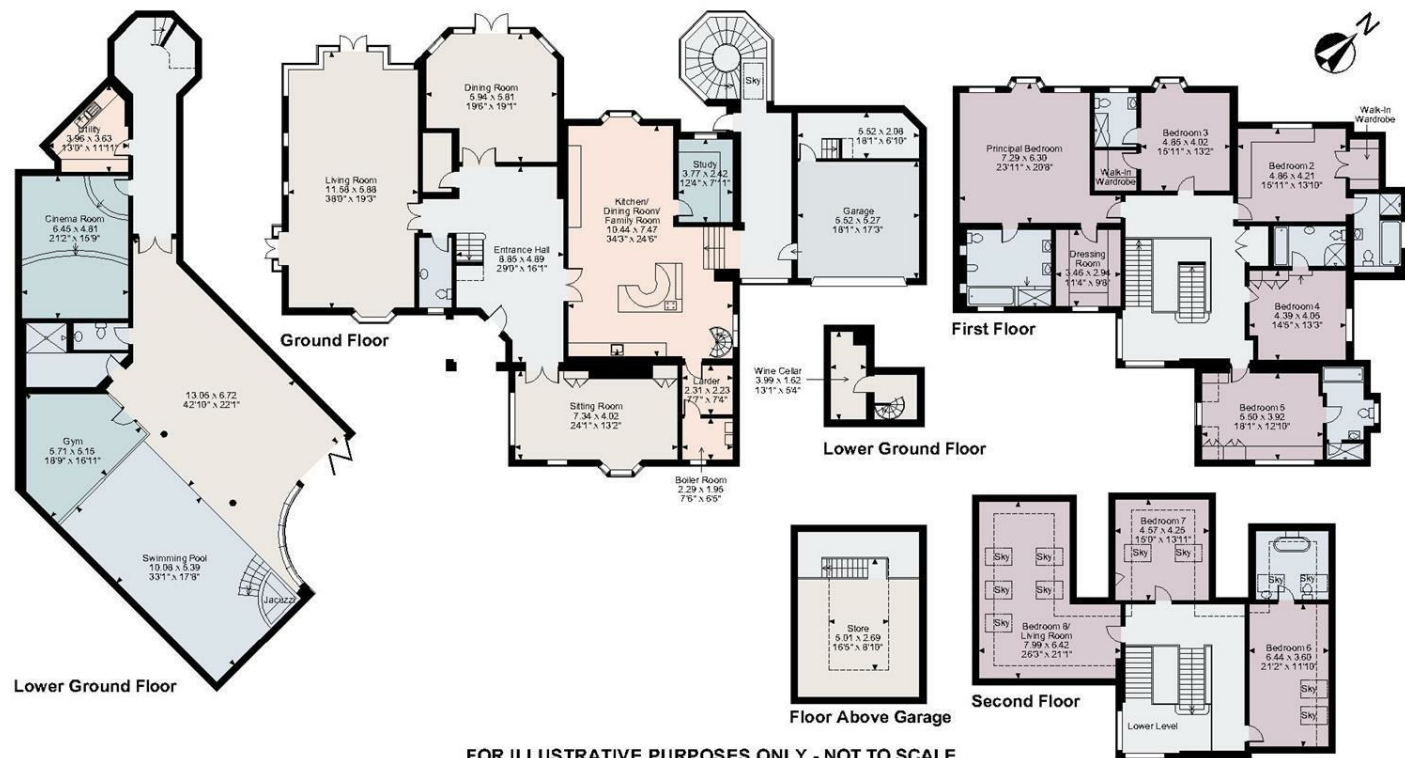 N
Utility
3.96 x 3.63
13'0" x 11'11"
Cinema Room
6.45 x 4.81
21'2" x 15'9"
13.05 x 6.72
42'10" x 22'1"
Gym
5.71 x 5.15
18'9" x 16'11"
Swimming Pool
10.08 x 5.39
33'1" x 17'8"
Jacuzzi
Lower Ground Floor
Living Room
11.58 x 5.88
38'0" x 19'3"
Dining Room
5.94 x 5.81
19'6" x 19'1"
Entrance Hall
8.85 x 4.89
29'0" x 16'1"
Kitchen/
Dining Room/
Family Room
10.44 x 7.47
34'3" x 24'6"
Study
3.77 x 2.42
12'4" x 7'11"
Sky
5.52 x 2.08
18'1" x 6'10"
Garage
5.52 x 5.27
18'1" x 17'3"
Ground Floor
Sitting Room
7.34 x 4.02
24'1" x 13'2"
Larder
2.31 x 2.23
7'7" x 7'4"
Boiler Room
2.29 x 1.95
7'6" x 6'5"
Wine Cellar
3.99 x 1.62
13'1" x 5'4"
Lower Ground Floor
Store
5.01 x 2.69
16'5" x 8'10"
Floor Above Garage
Principal Bedroom
7.29 x 6.30
23'11" x 20'8"
Walk-In
Wardrobe
Bedroom 3
4.85 x 4.02
15'11" x 13'2"
Walk-In
Wardrobe
Bedroom 2
4.86 x 4.21
15'11" x 13'10"
Dressing
Room
3.46 x 2.94
11'4" x 9'8"
Bedroom 4
4.39 x 4.05
14'5" x 13'3"
First Floor
Bedroom 5
5.50 x 3.92
18'1" x 12'10"
Bedroom 7
4.57 x 4.25
15'0" x 13'11"
Sky
Sky
Sky
Sky
Sky
Sky
Sky
Bedroom 8/
Living Room
7.99 x 6.42
26'3" x 21'1"
Sky
Sky
Bedroom 6
6.44 x 3.60
21'2" x 11'10"
Sky
Sky
Lower Level
Second Floor
FOR ILLUSTRATIVE PURPOSES ONLY - NOT TO SCALE